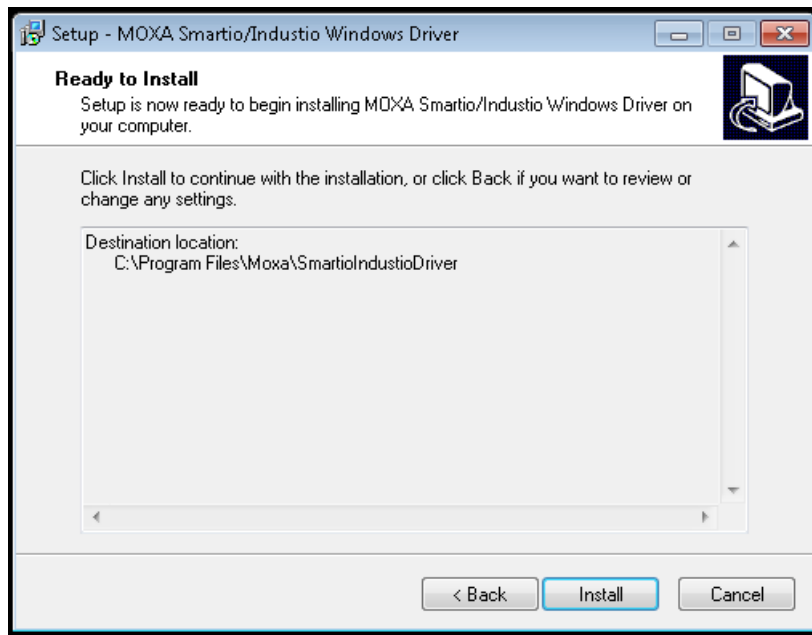 Setup - MOXA Smartio/Industio Windows Driver
Ready to Install
Setup is now ready to begin installing MOXA Smartio/Industio Windows Driver on
your computer.
Click Install to continue with the installation, or click Back if you want to review or
change any settings.
Destination location:
C:\Program Files\Moxa\SmartioIndustioDriver
< Back
Install
Cancel